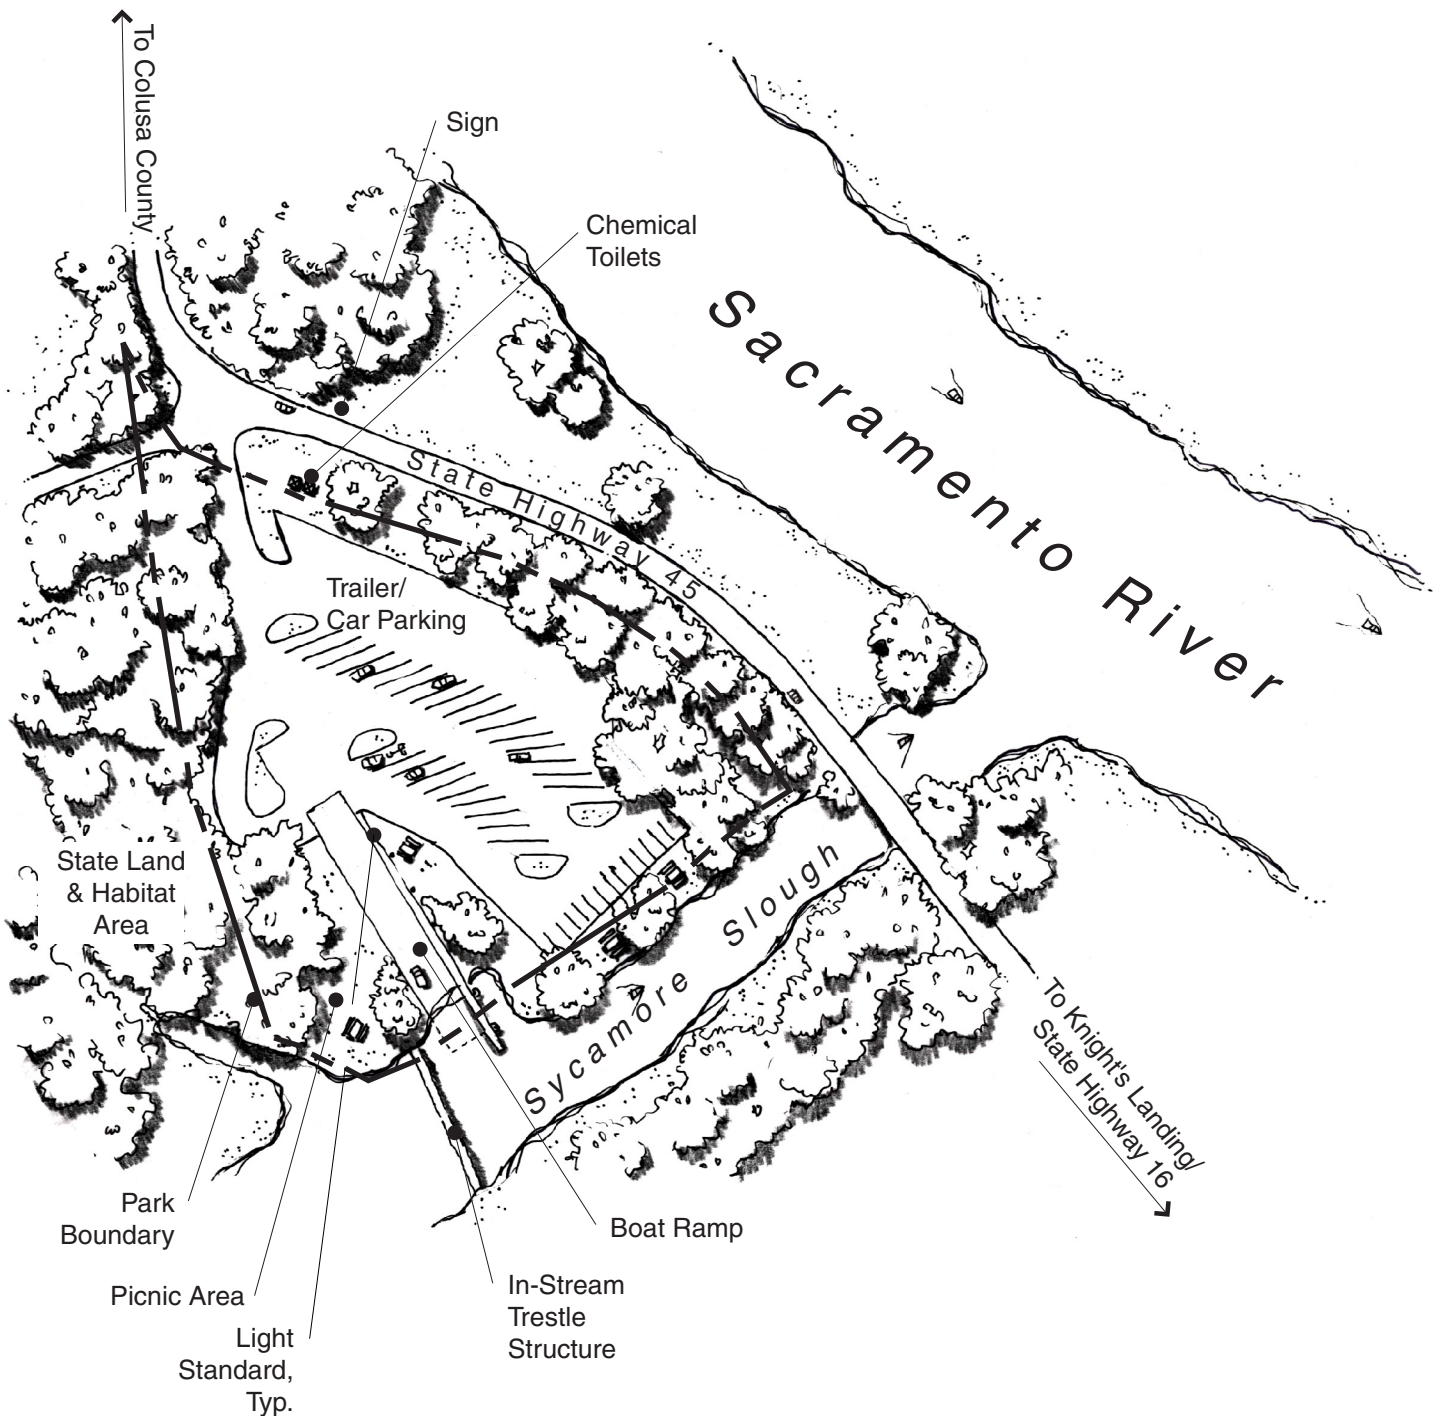 To Colusa County
Sign
Chemical
Toilets
Sacramento River
State Highway 45
Trailer/
Car Parking
State Land
& Habitat
Area
Sycamore Slough
To Knight's Landing/
State Highway 16
Park
Boundary
Picnic Area
Light
Standard,
Typ.
Boat Ramp
In-Stream
Trestle
Structure